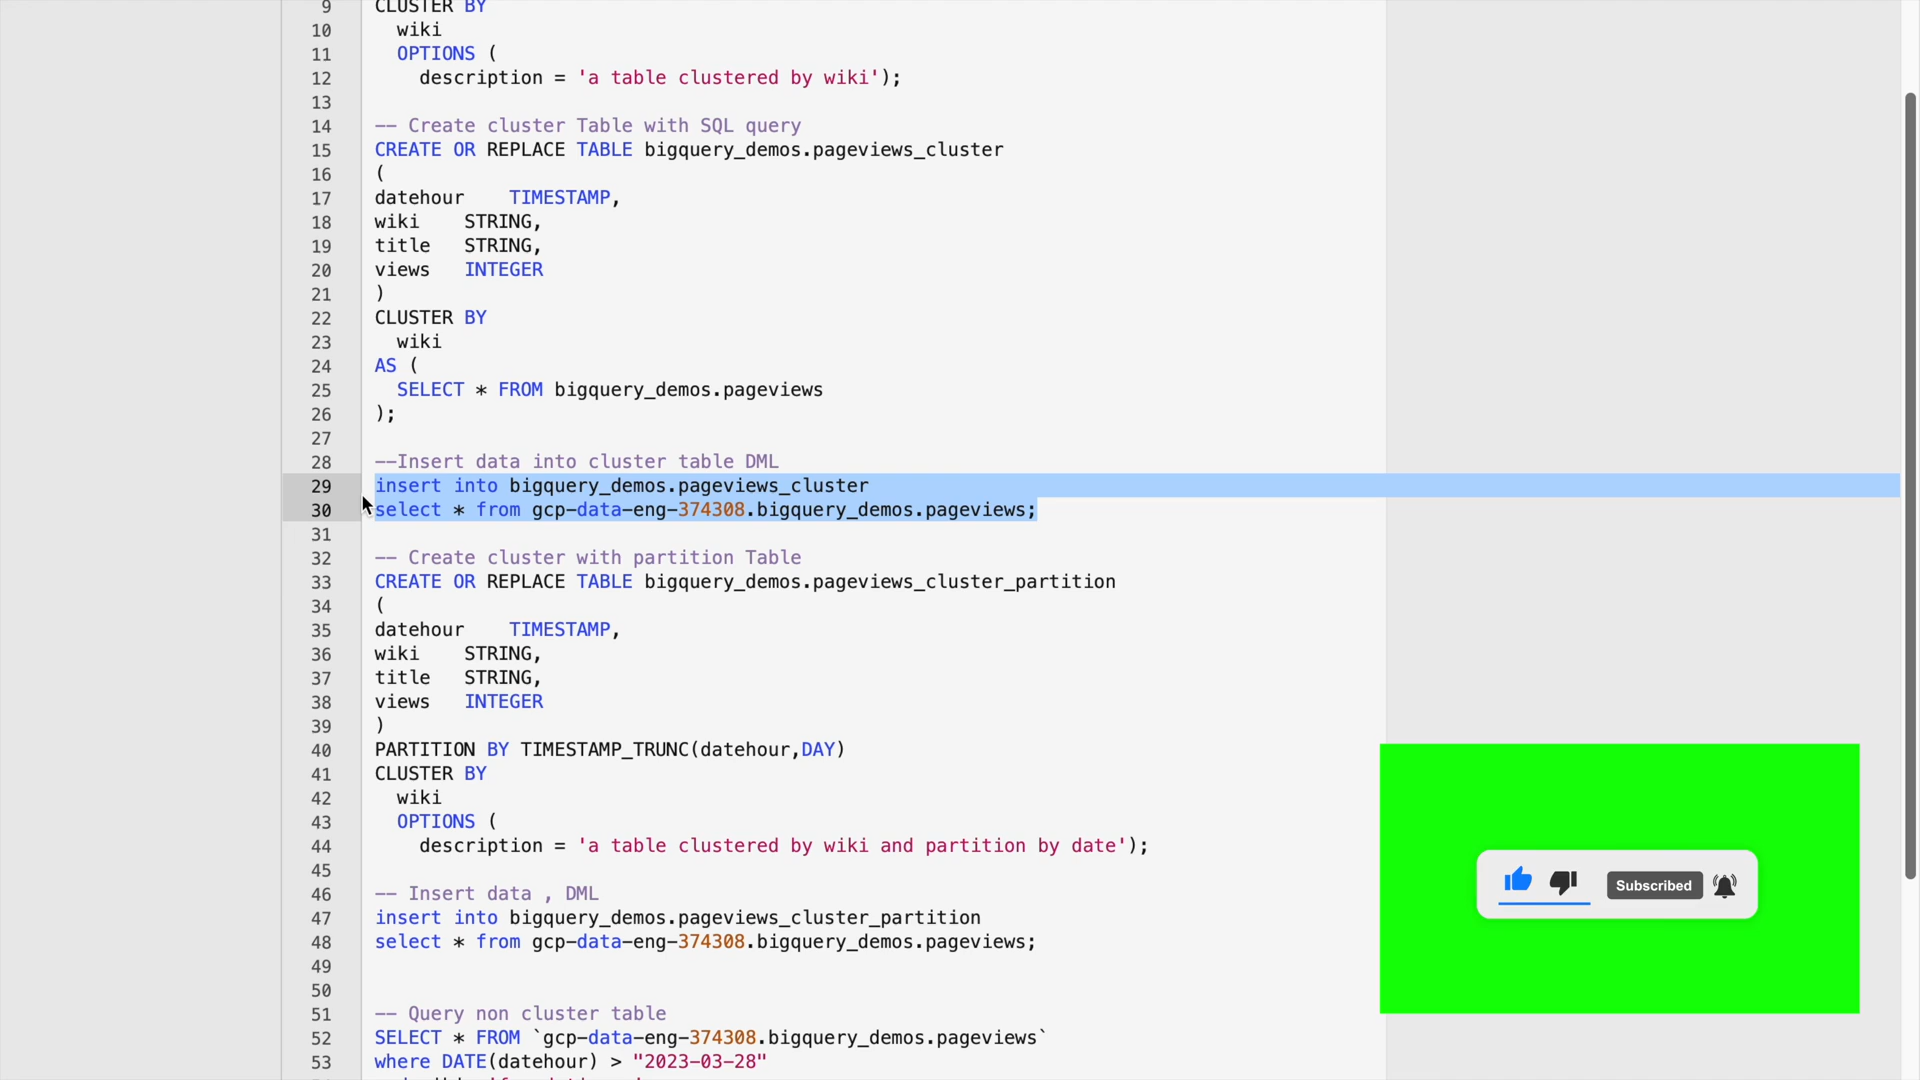 9 CLUSTER BY
10 wiki
11 OPTIONS (
12 description = 'a table clustered by wiki');
13
14 -- Create cluster Table with SQL query
15 CREATE OR REPLACE TABLE bigquery_demos.pageviews_cluster
16 (
17 datehour TIMESTAMP,
18 wiki STRING,
19 title STRING,
20 views INTEGER
21 )
22 CLUSTER BY
23 wiki
24 AS (
25 SELECT * FROM bigquery_demos.pageviews
26 );
27
28 --Insert data into cluster table DML
29 insert into bigquery_demos.pageviews_cluster
30 select * from gcp-data-eng-374308.bigquery_demos.pageviews;
31
32 -- Create cluster with partition Table
33 CREATE OR REPLACE TABLE bigquery_demos.pageviews_cluster_partition
34 (
35 datehour TIMESTAMP,
36 wiki STRING,
37 title STRING,
38 views INTEGER
39 )
40 PARTITION BY TIMESTAMP_TRUNC(datehour,DAY)
41 CLUSTER BY
42 wiki
43 OPTIONS (
44 description = 'a table clustered by wiki and partition by date');
45
46 -- Insert data , DML
47 insert into bigquery_demos.pageviews_cluster_partition
48 select * from gcp-data-eng-374308.bigquery_demos.pageviews;
49
50
51 -- Query non cluster table
52 SELECT * FROM `gcp-data-eng-374308.bigquery_demos.pageviews`
53 where DATE(datehour) > "2023-03-28"
Subscribed